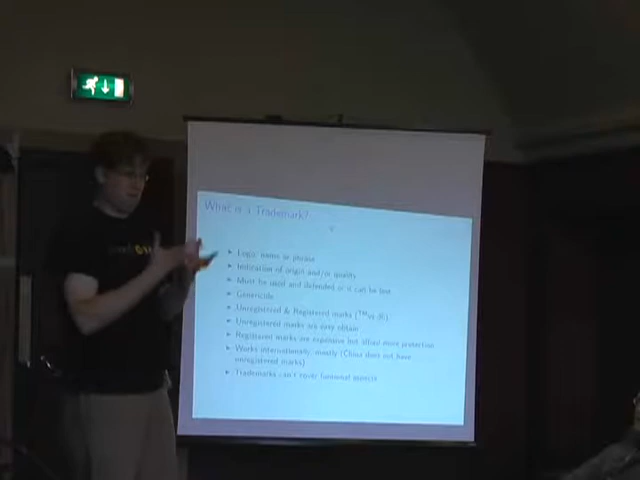 What is a Trademark?
Logo, name or phrase
Indication of origin and/or quality
Must be used and defended or it can be lost
Genericide
Unregistered & Registered marks (™ vs ®)
Unregistered marks are easy obtain
Registered marks are expensive but afford more protection
Works internationally, mostly (China does not have
unregistered marks)
Trademarks can't cover functional aspects